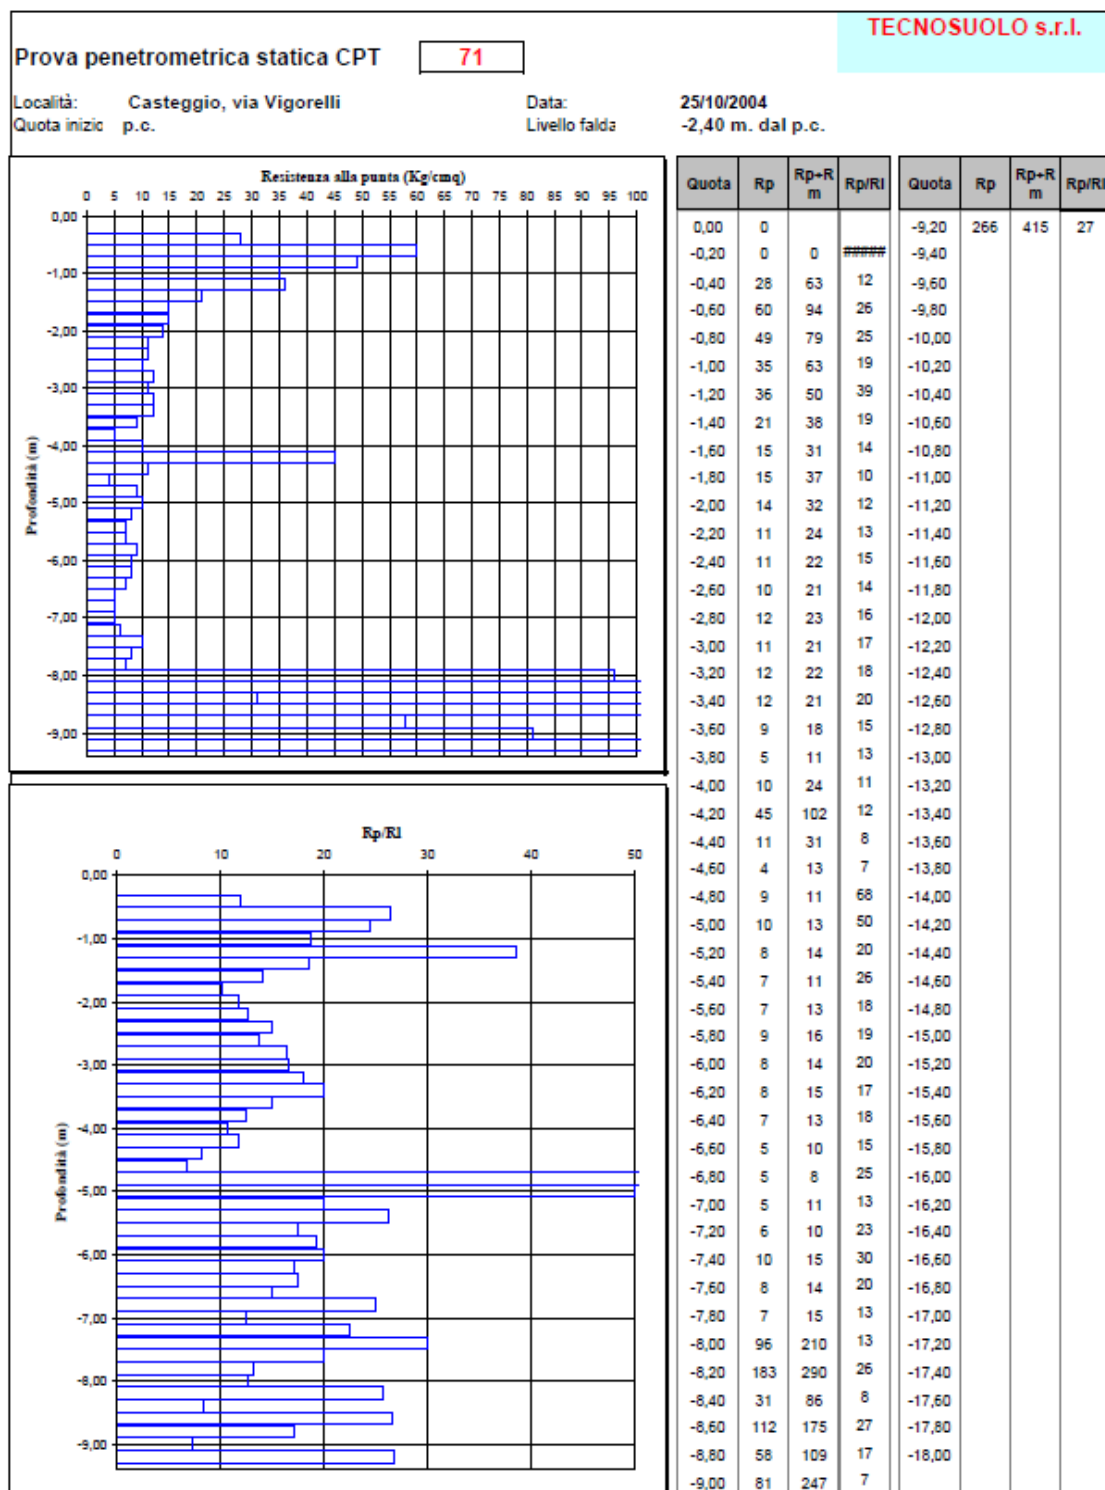 TECNOSUOLO s.r.l.
Prova penetrometrica statica CPT 71
Località: Casteggio, via Vigorelli Data: 25/10/2004
Quota inizic p.c. Livello falda -2,40 m. dal p.c.
Resistenza alla punta (Kg/cmq)
0 5 10 15 20 25 30 35 40 45 50 55 60 65 70 75 80 85 90 95 100
0,00
-1,00
-2,00
-3,00
-4,00
-5,00
-6,00
-7,00
-8,00
-9,00
Profondità (m)
Rp/Rl
0 10 20 30 40 50
0,00
-1,00
-2,00
-3,00
-4,00
-5,00
-6,00
-7,00
-8,00
-9,00
Profondità (m)
Quota Rp Rp+Rm Rp/Rl Quota Rp Rp+Rm Rp/Rl
0,00 0 -9,20 266 415 27
-0,20 0 0 ##### -9,40
-0,40 28 63 12 -9,60
-0,60 60 94 26 -9,80
-0,80 49 79 25 -10,00
-1,00 35 63 19 -10,20
-1,20 36 50 39 -10,40
-1,40 21 38 19 -10,60
-1,60 15 31 14 -10,80
-1,80 15 37 10 -11,00
-2,00 14 32 12 -11,20
-2,20 11 24 13 -11,40
-2,40 11 22 15 -11,60
-2,60 10 21 14 -11,80
-2,80 12 23 16 -12,00
-3,00 11 21 17 -12,20
-3,20 12 22 18 -12,40
-3,40 12 21 20 -12,60
-3,60 9 18 15 -12,80
-3,80 5 11 13 -13,00
-4,00 10 24 11 -13,20
-4,20 45 102 12 -13,40
-4,40 11 31 8 -13,60
-4,60 4 13 7 -13,80
-4,80 9 11 68 -14,00
-5,00 10 13 50 -14,20
-5,20 8 14 20 -14,40
-5,40 7 11 26 -14,60
-5,60 7 13 18 -14,80
-5,80 9 16 19 -15,00
-6,00 8 14 20 -15,20
-6,20 8 15 17 -15,40
-6,40 7 13 18 -15,60
-6,60 5 10 15 -15,80
-6,80 5 8 25 -16,00
-7,00 5 11 13 -16,20
-7,20 6 10 23 -16,40
-7,40 10 15 30 -16,60
-7,60 8 14 20 -16,80
-7,80 7 15 13 -17,00
-8,00 96 210 13 -17,20
-8,20 183 290 26 -17,40
-8,40 31 86 8 -17,60
-8,60 112 175 27 -17,80
-8,80 58 109 17 -18,00
-9,00 81 247 7